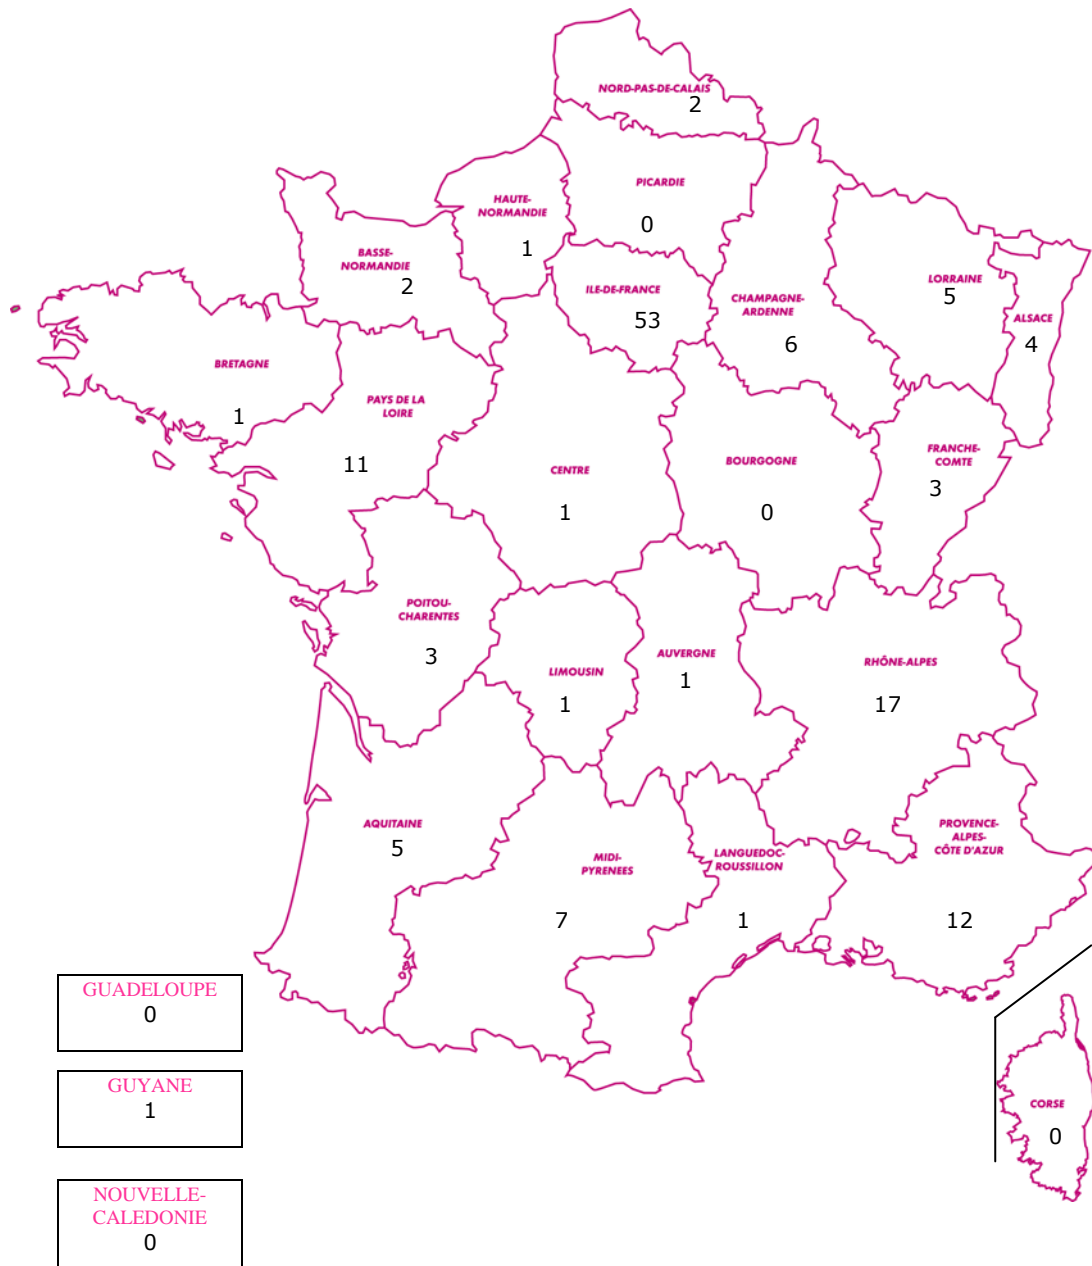 NORD-PAS-DE-CALAIS
2
PICARDIE
0
HAUTE-
NORMANDIE
1
BASSE-
NORMANDIE
2
ILE-DE-FRANCE
53
CHAMPAGNE-
ARDENNE
6
LORRAINE
5
ALSACE
4
BRETAGNE
1
PAYS DE LA
LOIRE
11
CENTRE
1
BOURGOGNE
0
FRANCHE-
COMTE
3
POITOU-
CHARENTES
3
LIMOUSIN
1
AUVERGNE
1
RHÔNE-ALPES
17
AQUITAINE
5
MIDI-
PYRENEES
7
LANGUEDOC-
ROUSSILLON
1
PROVENCE-
ALPES-
CÔTE D'AZUR
12
GUADELOUPE
0
GUYANE
1
NOUVELLE-
CALEDONIE
0
CORSE
0